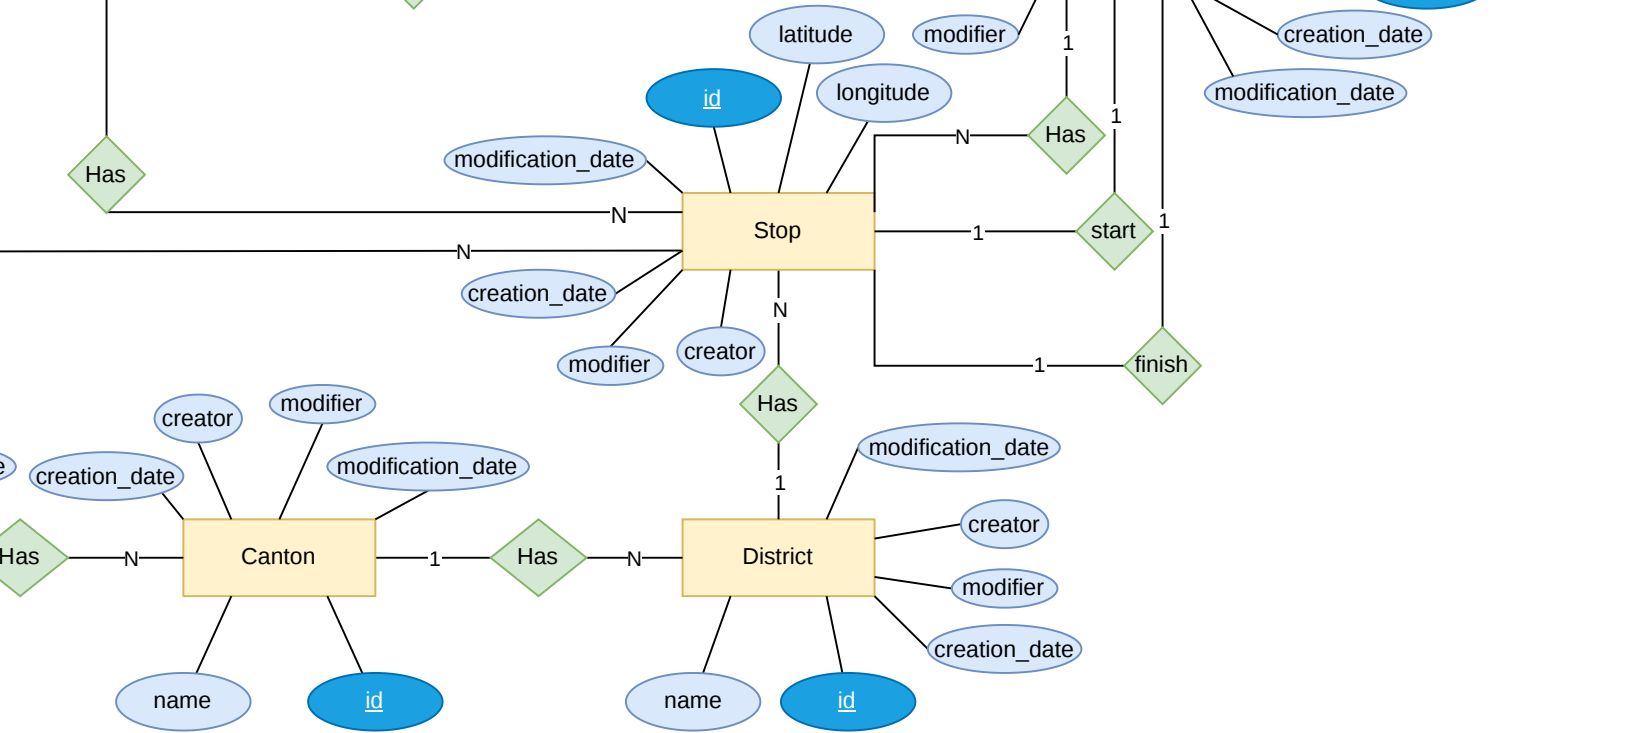 latitude
modifier
1
creation_date
longitude
modification_date
id
1
N
Has
modification_date
Has
N
Stop
1
start
1
N
creation_date
N
modifier
creator
1
finish
creator
modifier
Has
modification_date
creation_date
modification_date
1
creator
Has
N
Canton
1
Has
N
District
modifier
creation_date
name
id
name
id